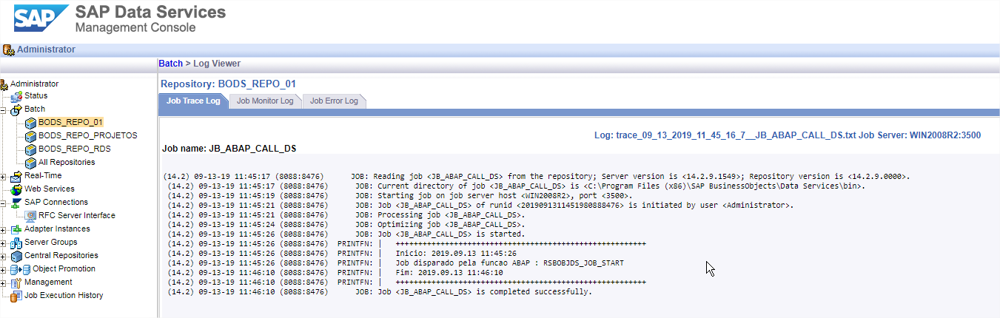 SAP
SAP Data Services
Management Console
Administrator
Batch > Log Viewer
Administrator
Status
Batch
BODS_REPO_01
BODS_REPO_PROJETOS
BODS_REPO_RDS
All Repositories
Real-Time
Web Services
SAP Connections
RFC Server Interface
Adapter Instances
Server Groups
Central Repositories
Object Promotion
Management
Job Execution History
Repository: BODS_REPO_01
Job Trace Log Job Monitor Log Job Error Log
Log: trace_09_13_2019_11_45_16_7__JB_ABAP_CALL_DS.txt Job Server: WIN2008R2:3500
Job name: JB_ABAP_CALL_DS
(14.2) 09-13-19 11:45:17 (8088:8476) JOB: Reading job <JB_ABAP_CALL_DS> from the repository; Server version is <14.2.9.1549>; Repository version is <14.2.9.0000>.
(14.2) 09-13-19 11:45:17 (8088:8476) JOB: Current directory of job <JB_ABAP_CALL_DS> is <C:\Program Files (x86)\SAP BusinessObjects\Data Services\bin>.
(14.2) 09-13-19 11:45:19 (8088:8476) JOB: Starting job on job server host <WIN2008R2>, port <3500>.
(14.2) 09-13-19 11:45:21 (8088:8476) JOB: Job <JB_ABAP_CALL_DS> of runid <2019091311451980888476> is initiated by user <Administrator>.
(14.2) 09-13-19 11:45:21 (8088:8476) JOB: Processing job <JB_ABAP_CALL_DS>.
(14.2) 09-13-19 11:45:24 (8088:8476) JOB: Optimizing job <JB_ABAP_CALL_DS>.
(14.2) 09-13-19 11:45:26 (8088:8476) JOB: Job <JB_ABAP_CALL_DS> is started.
(14.2) 09-13-19 11:45:26 (8088:8476) PRINTFN: | ++++++++++++++++++++++++++++++++++++++++++++++++++++++++
(14.2) 09-13-19 11:45:26 (8088:8476) PRINTFN: | Inicio: 2019.09.13 11:45:26
(14.2) 09-13-19 11:45:26 (8088:8476) PRINTFN: | Job disparado pela funcao ABAP : RSBOBJDS_JOB_START
(14.2) 09-13-19 11:46:10 (8088:8476) PRINTFN: | Fim: 2019.09.13 11:46:10
(14.2) 09-13-19 11:46:10 (8088:8476) PRINTFN: | ++++++++++++++++++++++++++++++++++++++++++++++++++++++++
(14.2) 09-13-19 11:46:10 (8088:8476) JOB: Job <JB_ABAP_CALL_DS> is completed successfully.